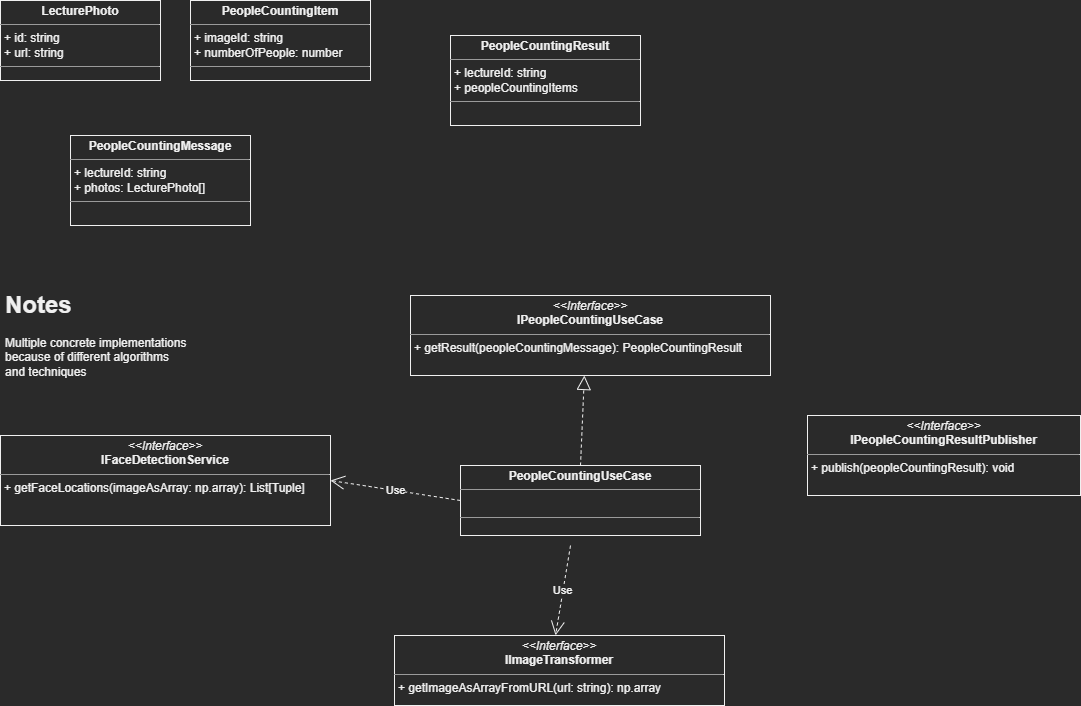 LecturePhoto
+ id: string
+ url: string
PeopleCountingItem
+ imageId: string
+ numberOfPeople: number
PeopleCountingResult
+ lectureId: string
+ peopleCountingItems
PeopleCountingMessage
+ lectureId: string
+ photos: LecturePhoto[]
Notes
Multiple concrete implementations
because of different algorithms
and techniques
<<Interface>>
IPeopleCountingUseCase
+ getResult(peopleCountingMessage): PeopleCountingResult
<<Interface>>
IPeopleCountingResultPublisher
+ publish(peopleCountingResult): void
<<Interface>>
IFaceDetectionService
+ getFaceLocations(imageAsArray: np.array): List[Tuple]
Use
PeopleCountingUseCase
Use
<<Interface>>
IImageTransformer
+ getImageAsArrayFromURL(url: string): np.array